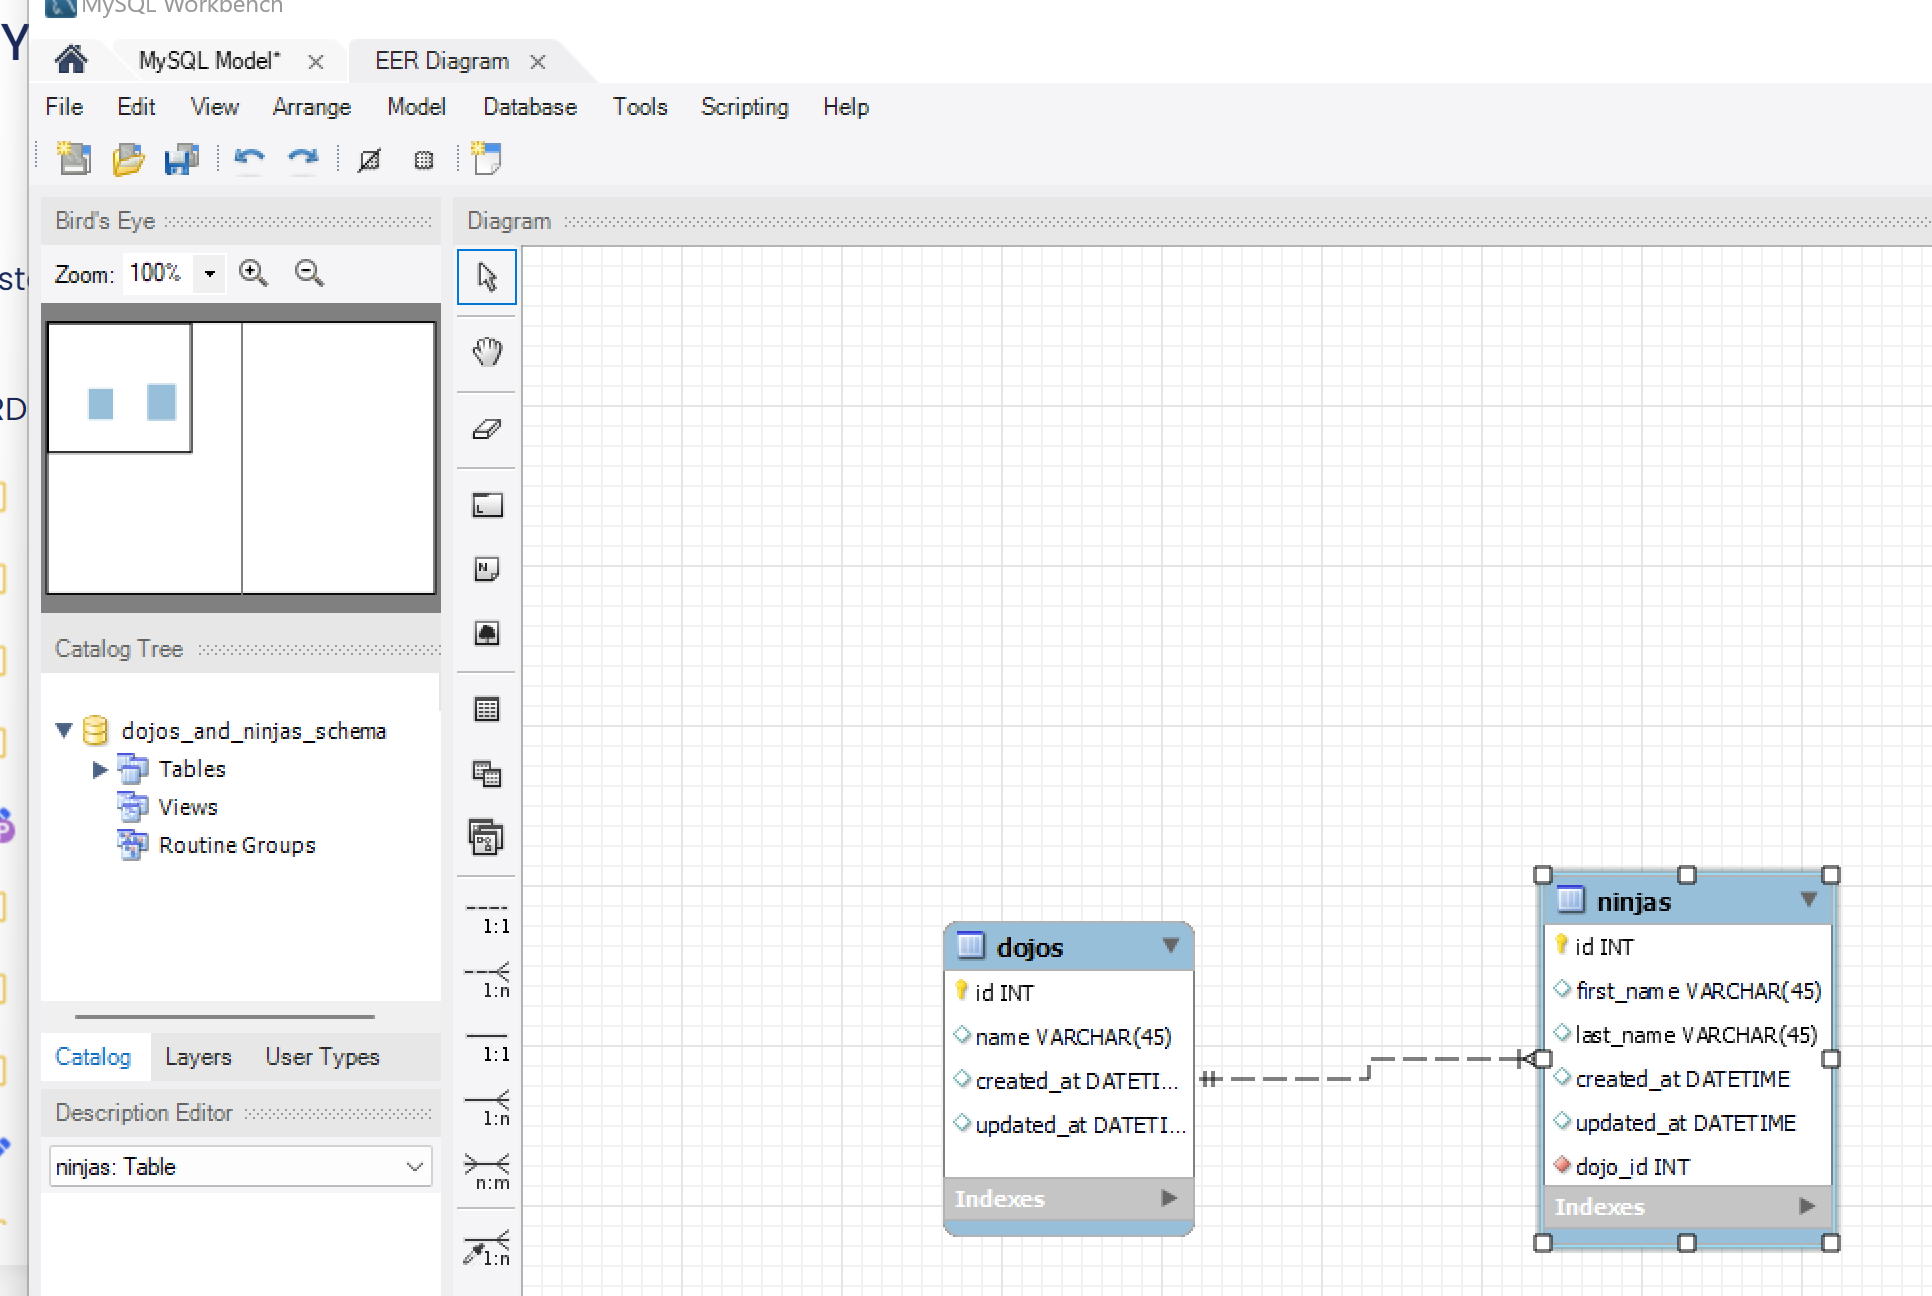 MySQL Workbench
MySQL Model*
EER Diagram
File Edit View Arrange Model Database Tools Scripting Help
Bird's Eye
Diagram
Zoom: 100%
Catalog Tree
dojos_and_ninjas_schema
Tables
Views
Routine Groups
Catalog Layers User Types
Description Editor
ninjas: Table
1:1
1:n
1:1
1:n
n:m
1:n
dojos
id INT
name VARCHAR(45)
created_at DATETI...
updated_at DATETI...
Indexes
ninjas
id INT
first_name VARCHAR(45)
last_name VARCHAR(45)
created_at DATETIME
updated_at DATETIME
dojo_id INT
Indexes